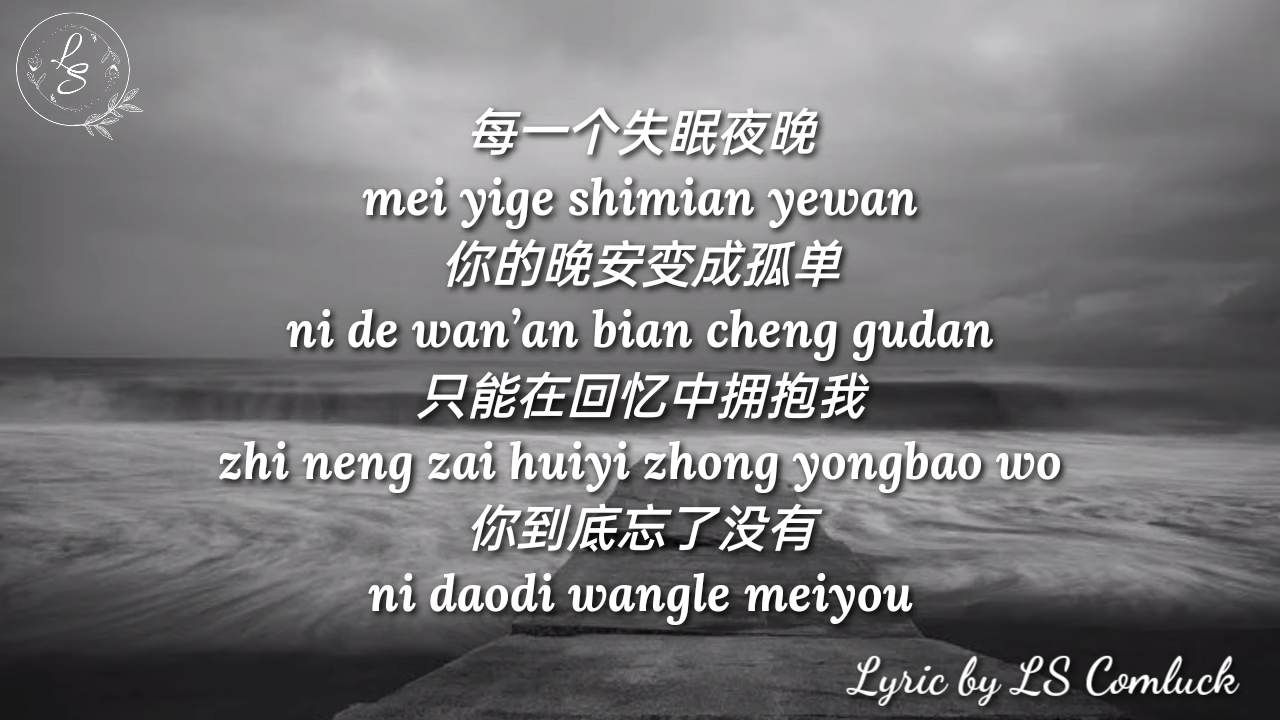 LS
每一个失眠夜晚
mei yige shimian yewan
你的晚安变成孤单
ni de wan’an bian cheng gudan
只能在回忆中拥抱我
zhi neng zai huiyi zhong yongbao wo
你到底忘了没有
ni daodi wangle meiyou
Lyric by LS Comluck